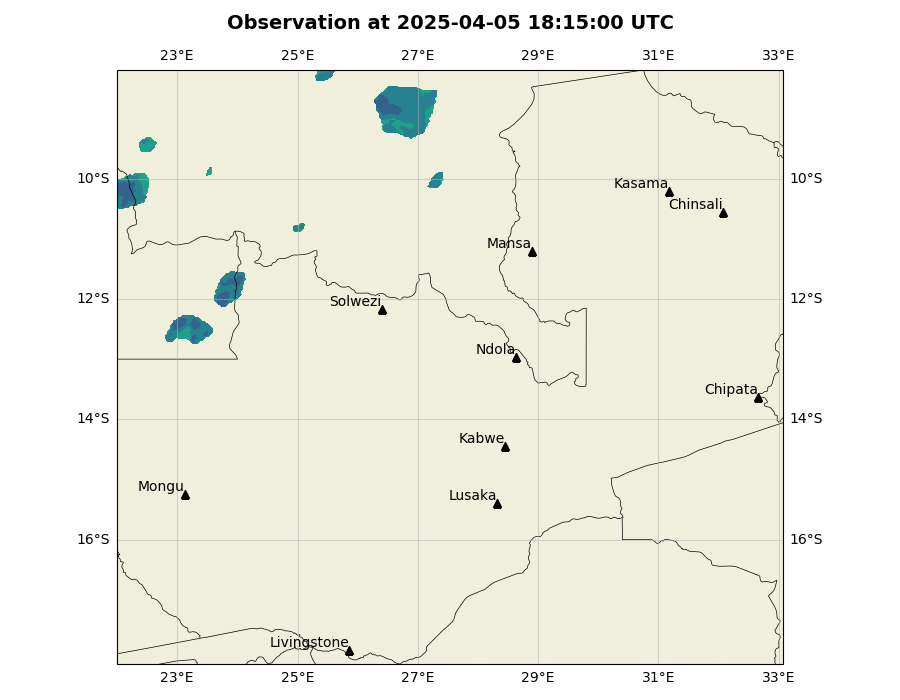 Observation at 2025-04-05 18:15:00 UTC
23°E 25°E 27°E 29°E 31°E 33°E
10°S 10°S
Kasama
Chinsali
Mansa
12°S 12°S
Solwezi
Ndola
Chipata
14°S 14°S
Kabwe
Mongu
Lusaka
16°S 16°S
Livingstone
23°E 25°E 27°E 29°E 31°E 33°E